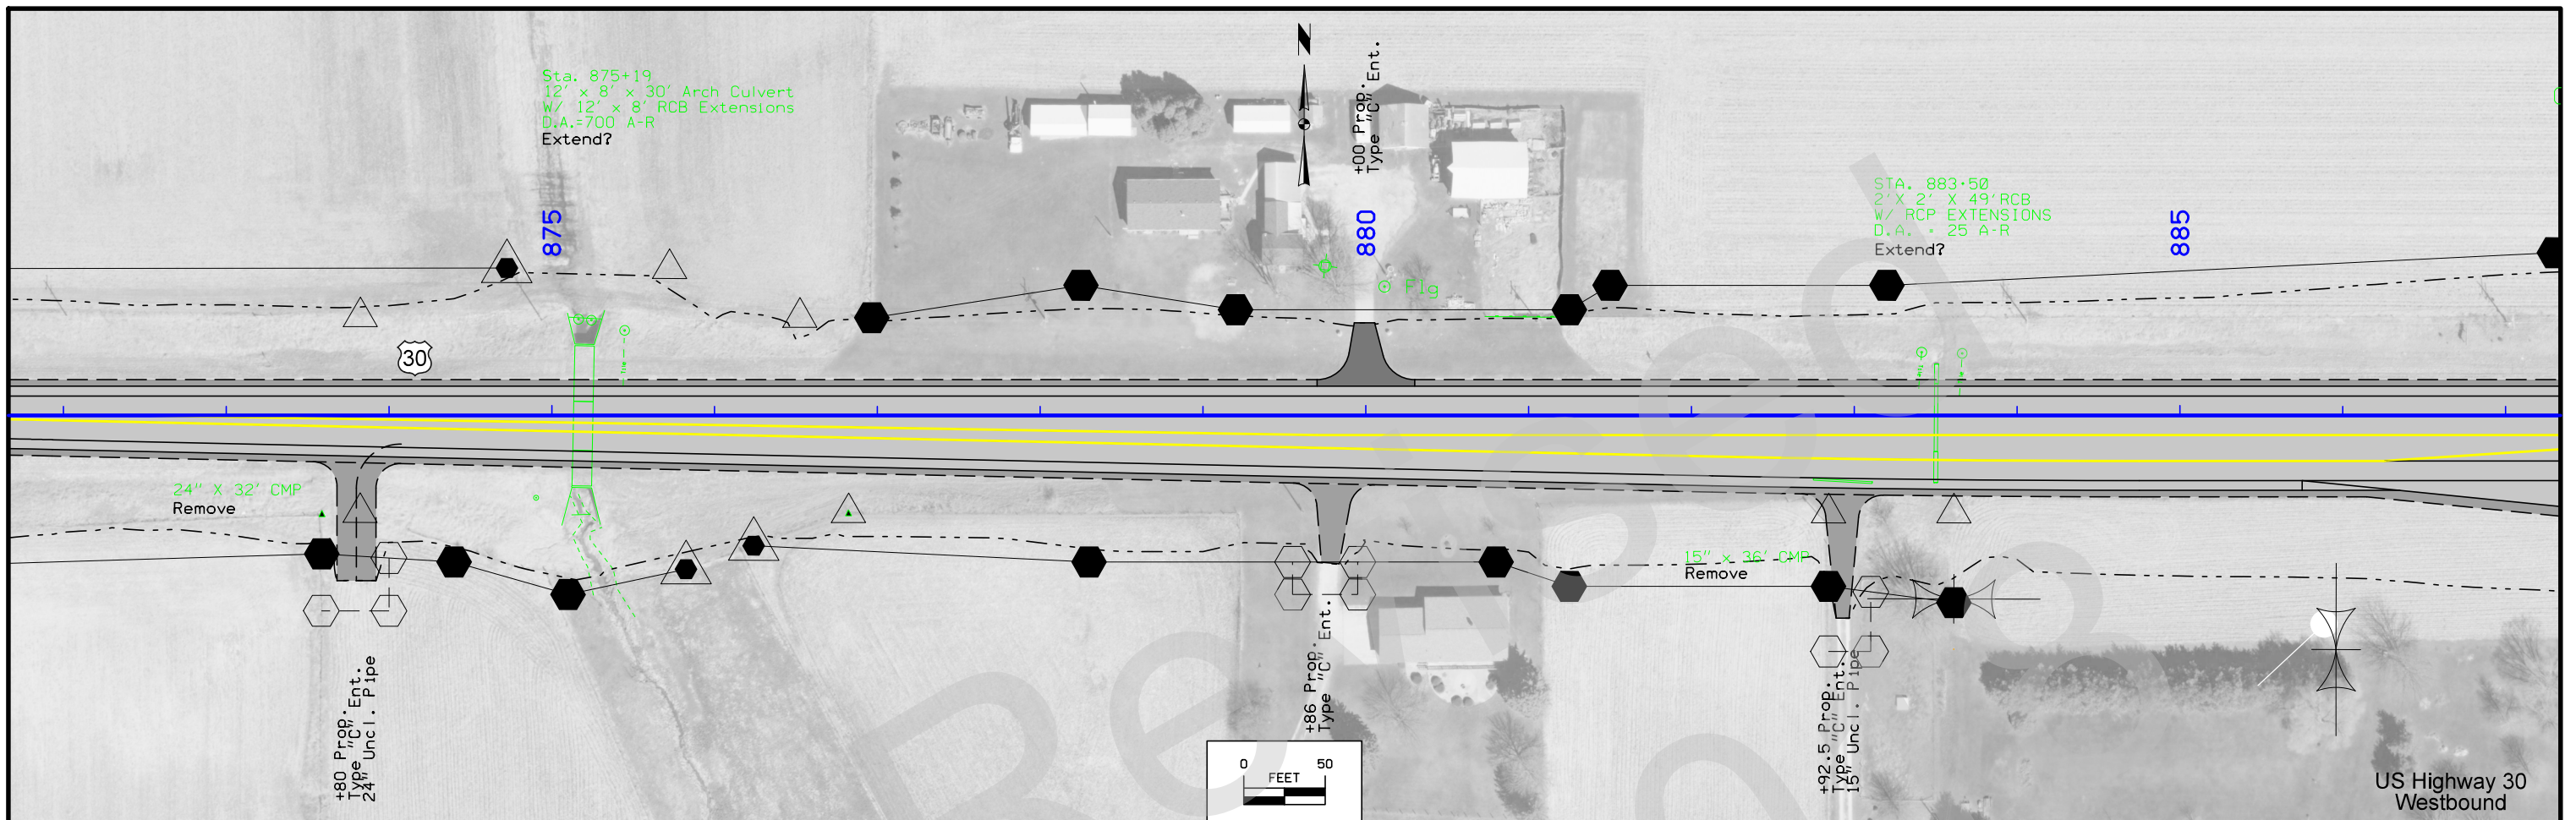 Sta. 875+19
12' x 8' x 30' Arch Culvert
W/ 12' x 8' RCB Extensions
D.A.=700 A-R
Extend?
N
+00 Prop.
Type "C" Ent.
STA. 883+50
2' X 2' X 49' RCB
W/ RCP EXTENSIONS
D.A. = 25 A-R
Extend?
875
880
885
Flg
30
24" X 32' CMP
Remove
15" x 36' CMP
Remove
+80 Prop.
Type "C" Ent.
24" Uncl. Pipe
+86 Prop.
Type "C" Ent.
+92.5 Prop.
Type "C" Ent.
15" Uncl. Pipe
0 50
FEET
US Highway 30
Westbound